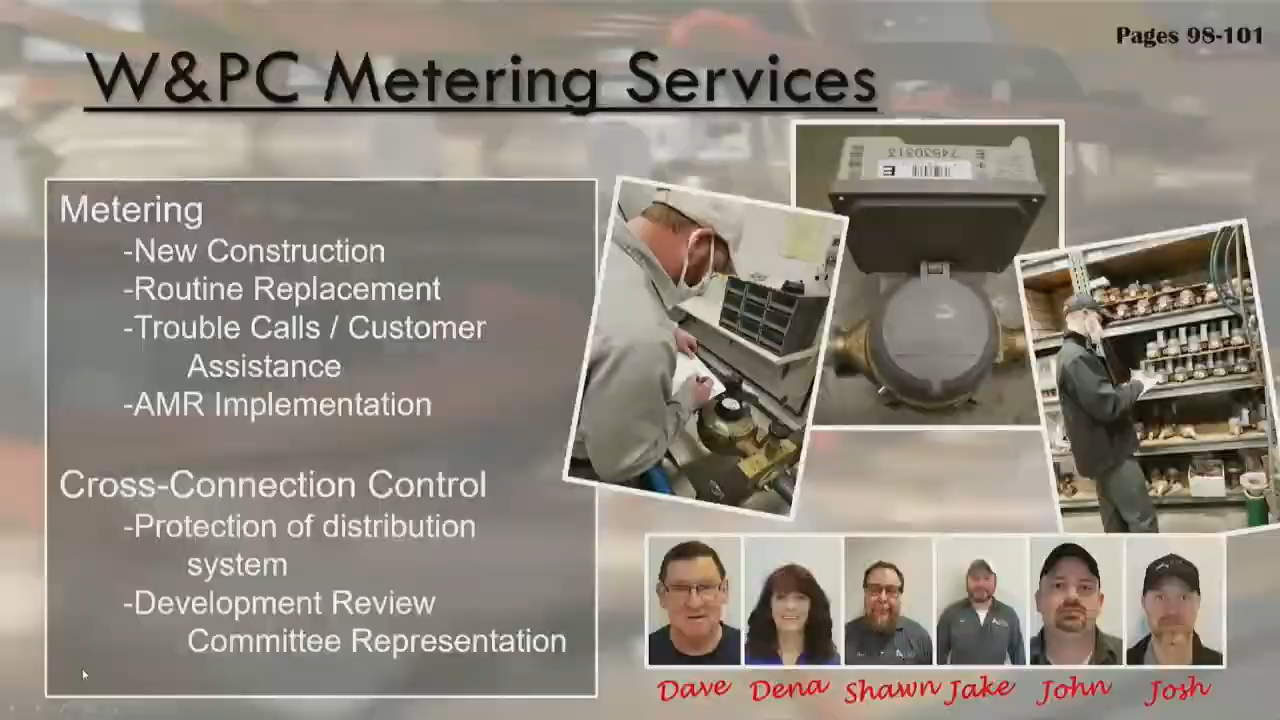 Pages 98-101
W&PC Metering Services
Metering
-New Construction
-Routine Replacement
-Trouble Calls / Customer
Assistance
-AMR Implementation
Cross-Connection Control
-Protection of distribution
system
-Development Review
Committee Representation
74530313
E
Dave Dena Shawn Jake John Josh